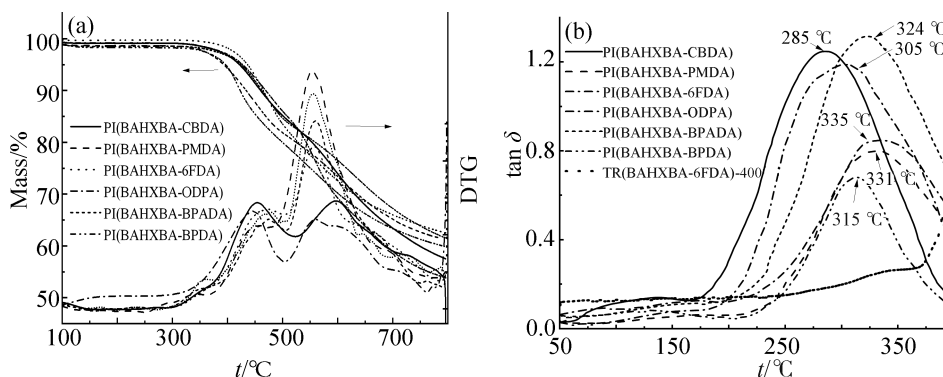 (a)
100
90
80
70
60
50
Mass/%
PI(BAHXBA-CBDA)
PI(BAHXBA-PMDA)
PI(BAHXBA-6FDA)
PI(BAHXBA-ODPA)
PI(BAHXBA-BPADA)
PI(BAHXBA-BPDA)
DTG
100
300
500
700
t/°C
(b)
1.2
0.8
0.4
0.0
tan δ
PI(BAHXBA-CBDA)
PI(BAHXBA-PMDA)
PI(BAHXBA-6FDA)
PI(BAHXBA-ODPA)
PI(BAHXBA-BPADA)
PI(BAHXBA-BPDA)
TR(BAHXBA-6FDA)-400
285 °C
324 °C
305 °C
335 °C
331 °C
315 °C
50
150
250
350
t/°C